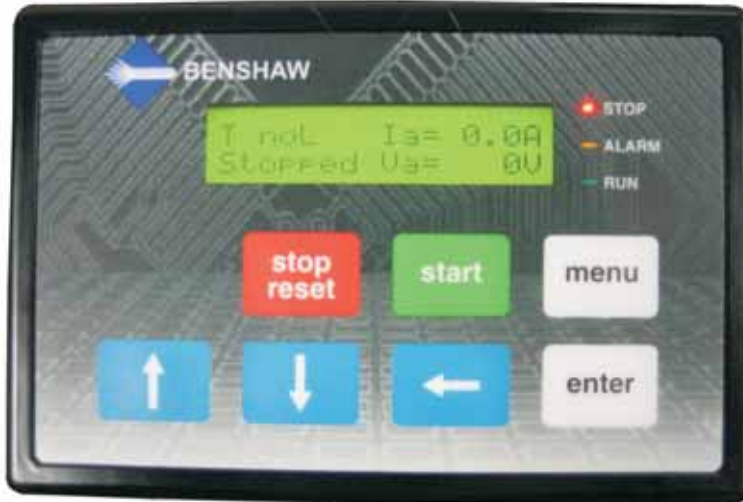 BENSHAW
T noL Ia= 0.0A
Stopped Va= 0V
STOP
ALARM
RUN
stop
reset
start
menu
enter